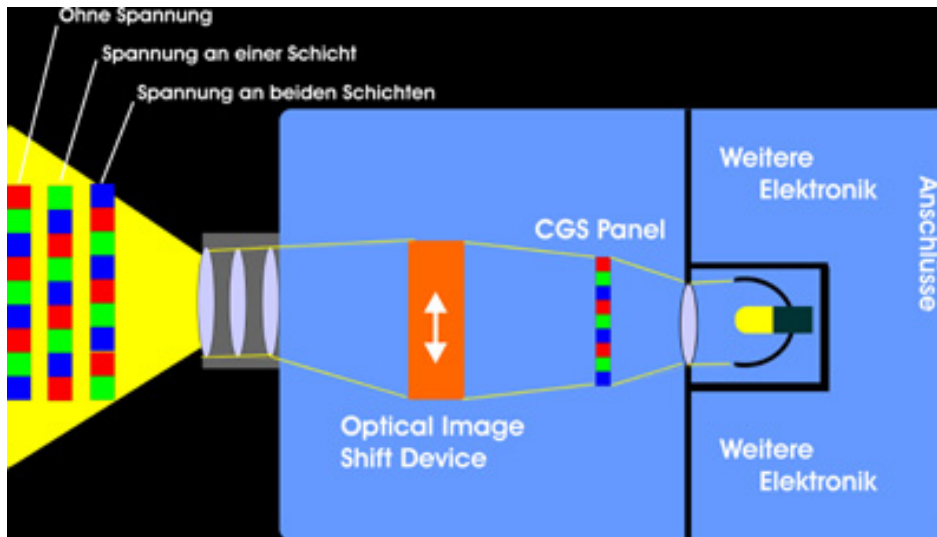 Ohne Spannung
Spannung an einer Schicht
Spannung an beiden Schichten
Weitere
Elektronik
Anschlusse
CGS Panel
Optical Image
Shift Device
Weitere
Elektronik